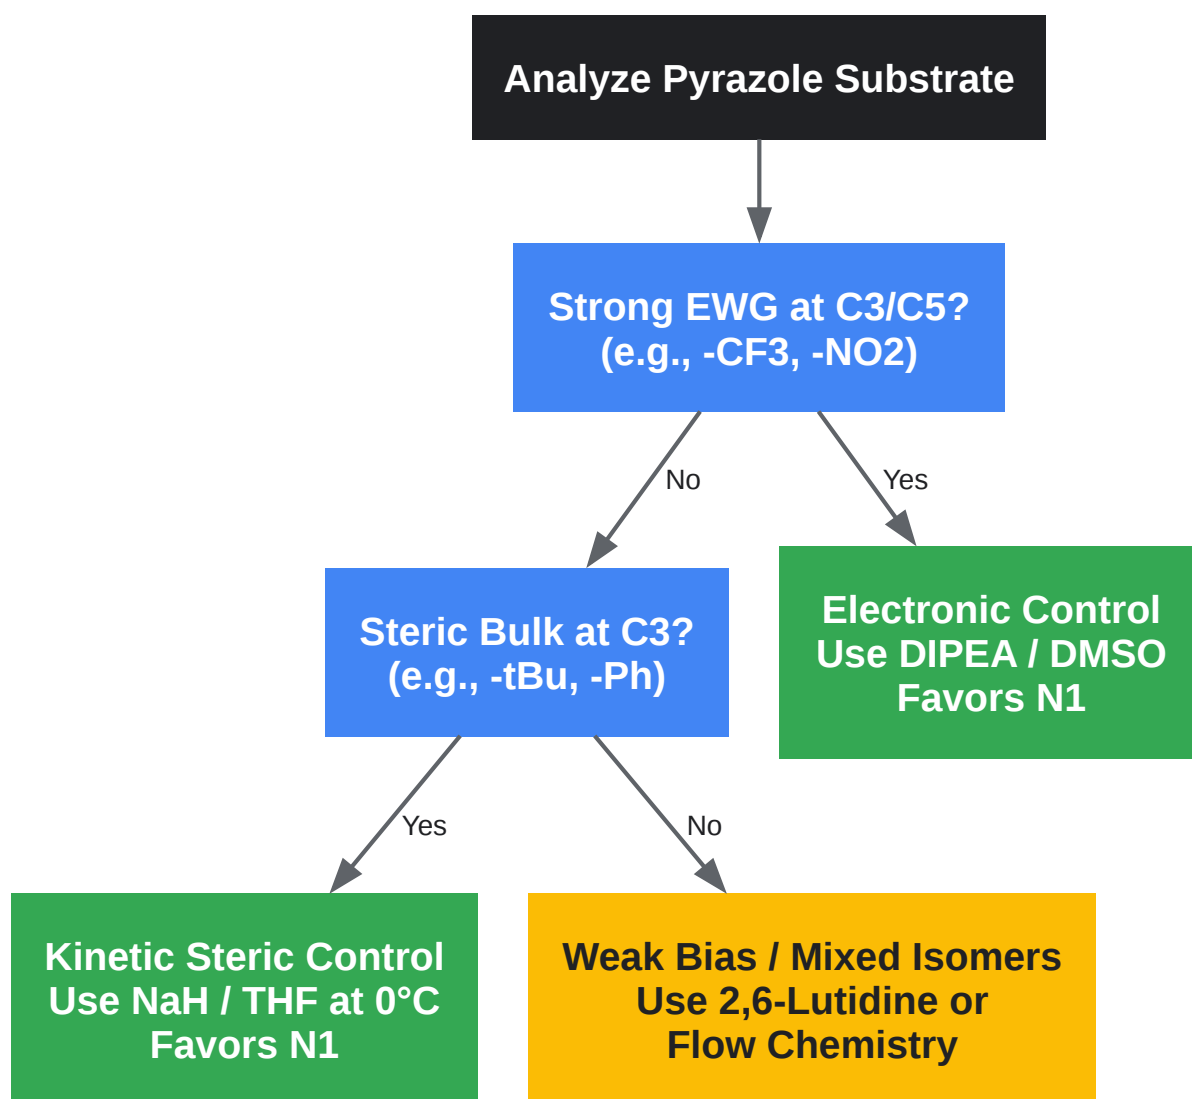 Analyze Pyrazole Substrate
Strong EWG at C3/C5?
(e.g., -CF3, -NO2)
No
Yes
Electronic Control
Use DIPEA / DMSO
Favors N1
Steric Bulk at C3?
(e.g., -tBu, -Ph)
Yes
No
Kinetic Steric Control
Use NaH / THF at 0°C
Favors N1
Weak Bias / Mixed Isomers
Use 2,6-Lutidine or
Flow Chemistry